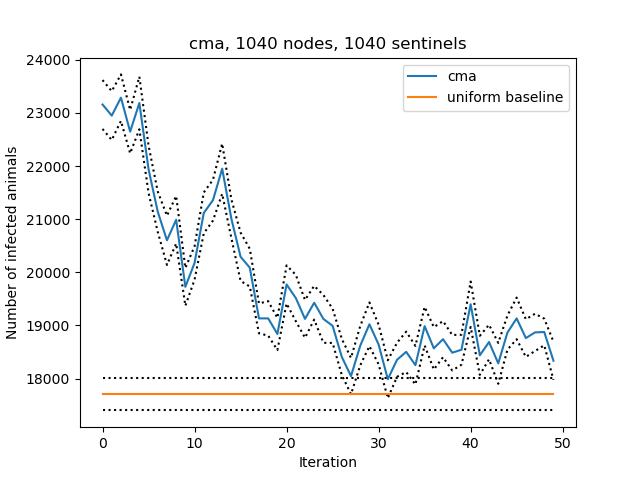 cma, 1040 nodes, 1040 sentinels
cma
uniform baseline
Number of infected animals
24000
23000
22000
21000
20000
19000
18000
0 10 20 30 40 50
Iteration